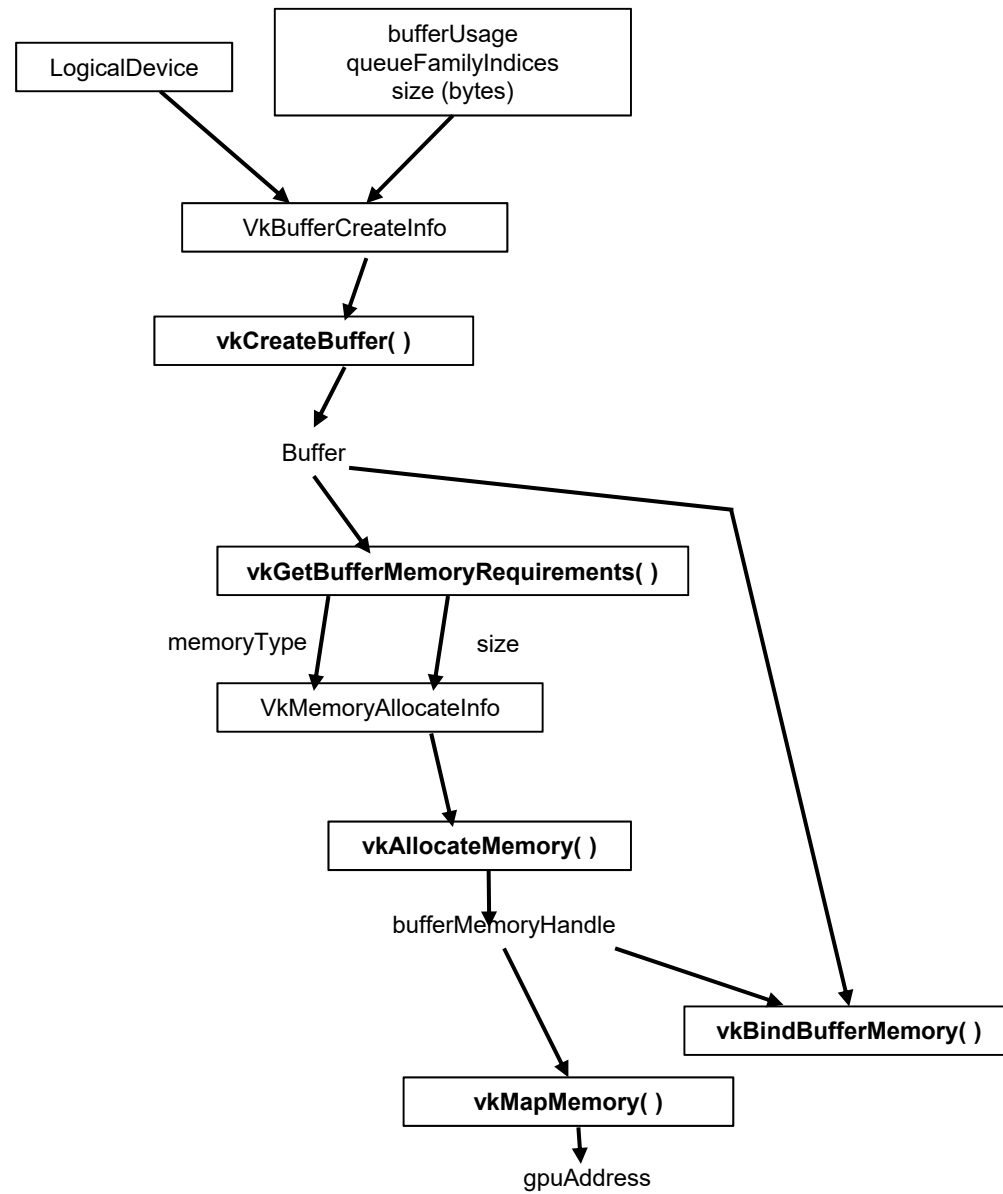 LogicalDevice
bufferUsage
queueFamilyIndices
size (bytes)
VkBufferCreateInfo
vkCreateBuffer( )
Buffer
vkGetBufferMemoryRequirements( )
memoryType
size
VkMemoryAllocateInfo
vkAllocateMemory( )
bufferMemoryHandle
vkBindBufferMemory( )
vkMapMemory( )
gpuAddress